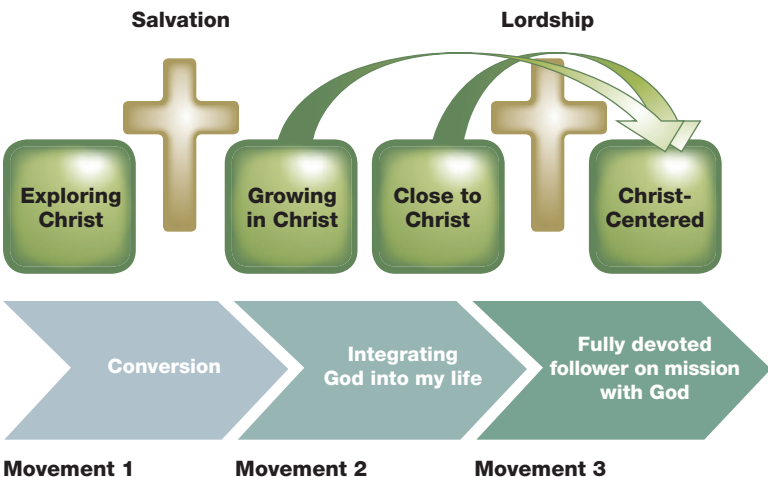 Salvation
Lordship
Exploring
Christ
Growing
in Christ
Close to
Christ
Christ-
Centered
Conversion
Integrating
God into my life
Fully devoted
follower on mission
with God
Movement 1
Movement 2
Movement 3